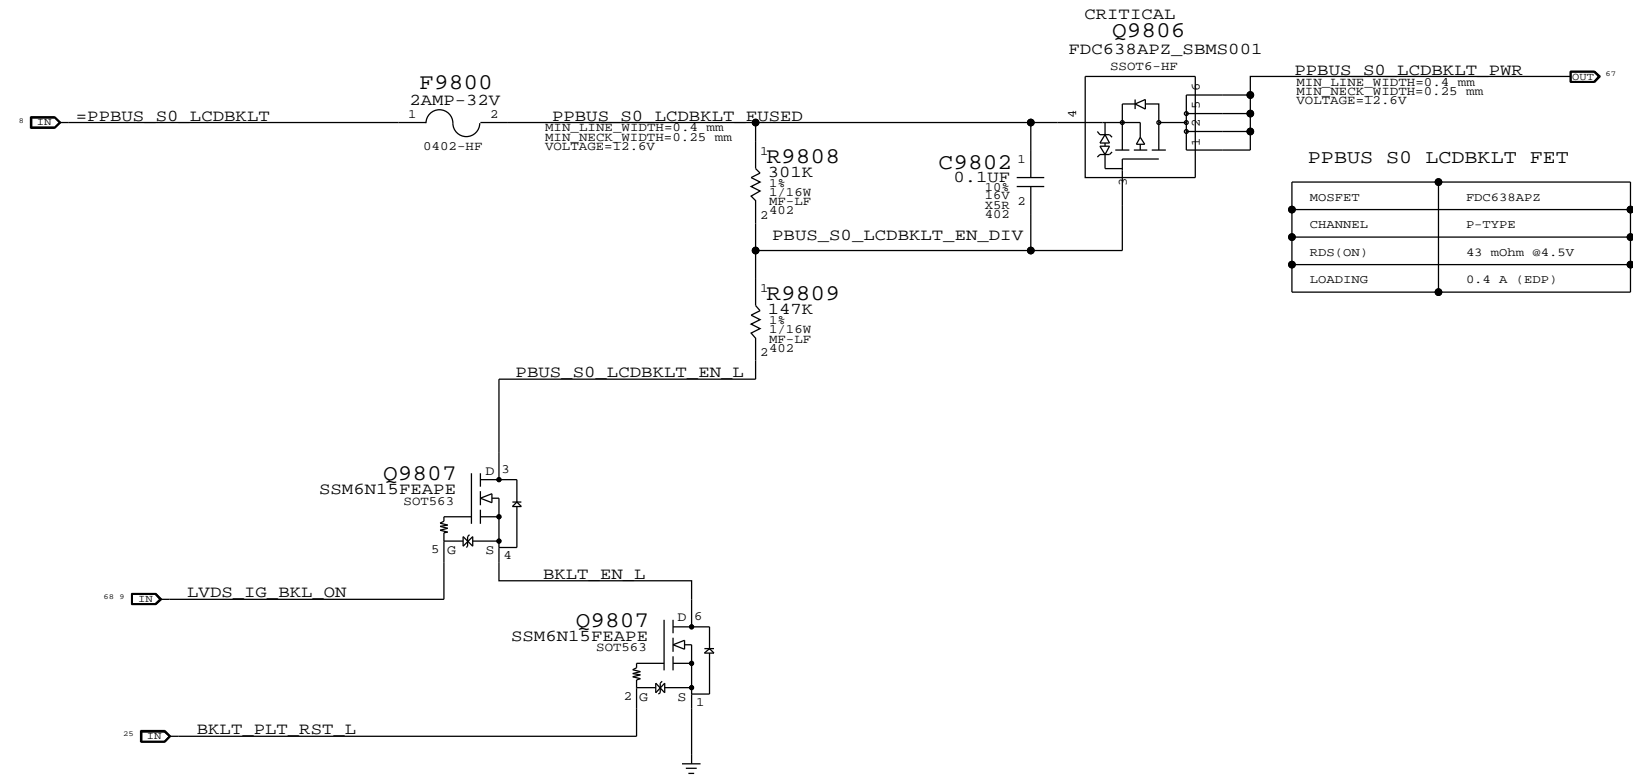 CRITICAL
Q9806
FDC638APZ_SBMS001
SSOT6-HF
F9800
2AMP-32V
PPBUS_S0_LCDBKLT_PWR
OUT 67
MIN_LINE_WIDTH=0.4 mm
MIN_NECK_WIDTH=0.25 mm
VOLTAGE=12.6V
8 IN
=PPBUS_S0_LCDBKLT
1
2
0402-HF
PPBUS_S0_LCDBKLT_FUSED
MIN_LINE_WIDTH=0.4 mm
MIN_NECK_WIDTH=0.25 mm
VOLTAGE=12.6V
4
6
5
2
1
3
1
R9808
301K
1%
1/16W
MF-LF
2
402
C9802
1
0.1UF
10%
16V
X5R
402
2
PPBUS S0 LCDBKLT FET
MOSFET FDC638APZ
CHANNEL P-TYPE
RDS(ON) 43 mOhm @4.5V
LOADING 0.4 A (EDP)
PBUS_S0_LCDBKLT_EN_DIV
1
R9809
147K
1%
1/16W
MF-LF
2
402
PBUS_S0_LCDBKLT_EN_L
Q9807
SSM6N15FEAPE
SOT563
D 3
5 G S 4
BKLT_EN_L
68 9 IN
LVDS_IG_BKL_ON
Q9807
SSM6N15FEAPE
SOT563
D 6
2 G S 1
25 IN
BKLT_PLT_RST_L